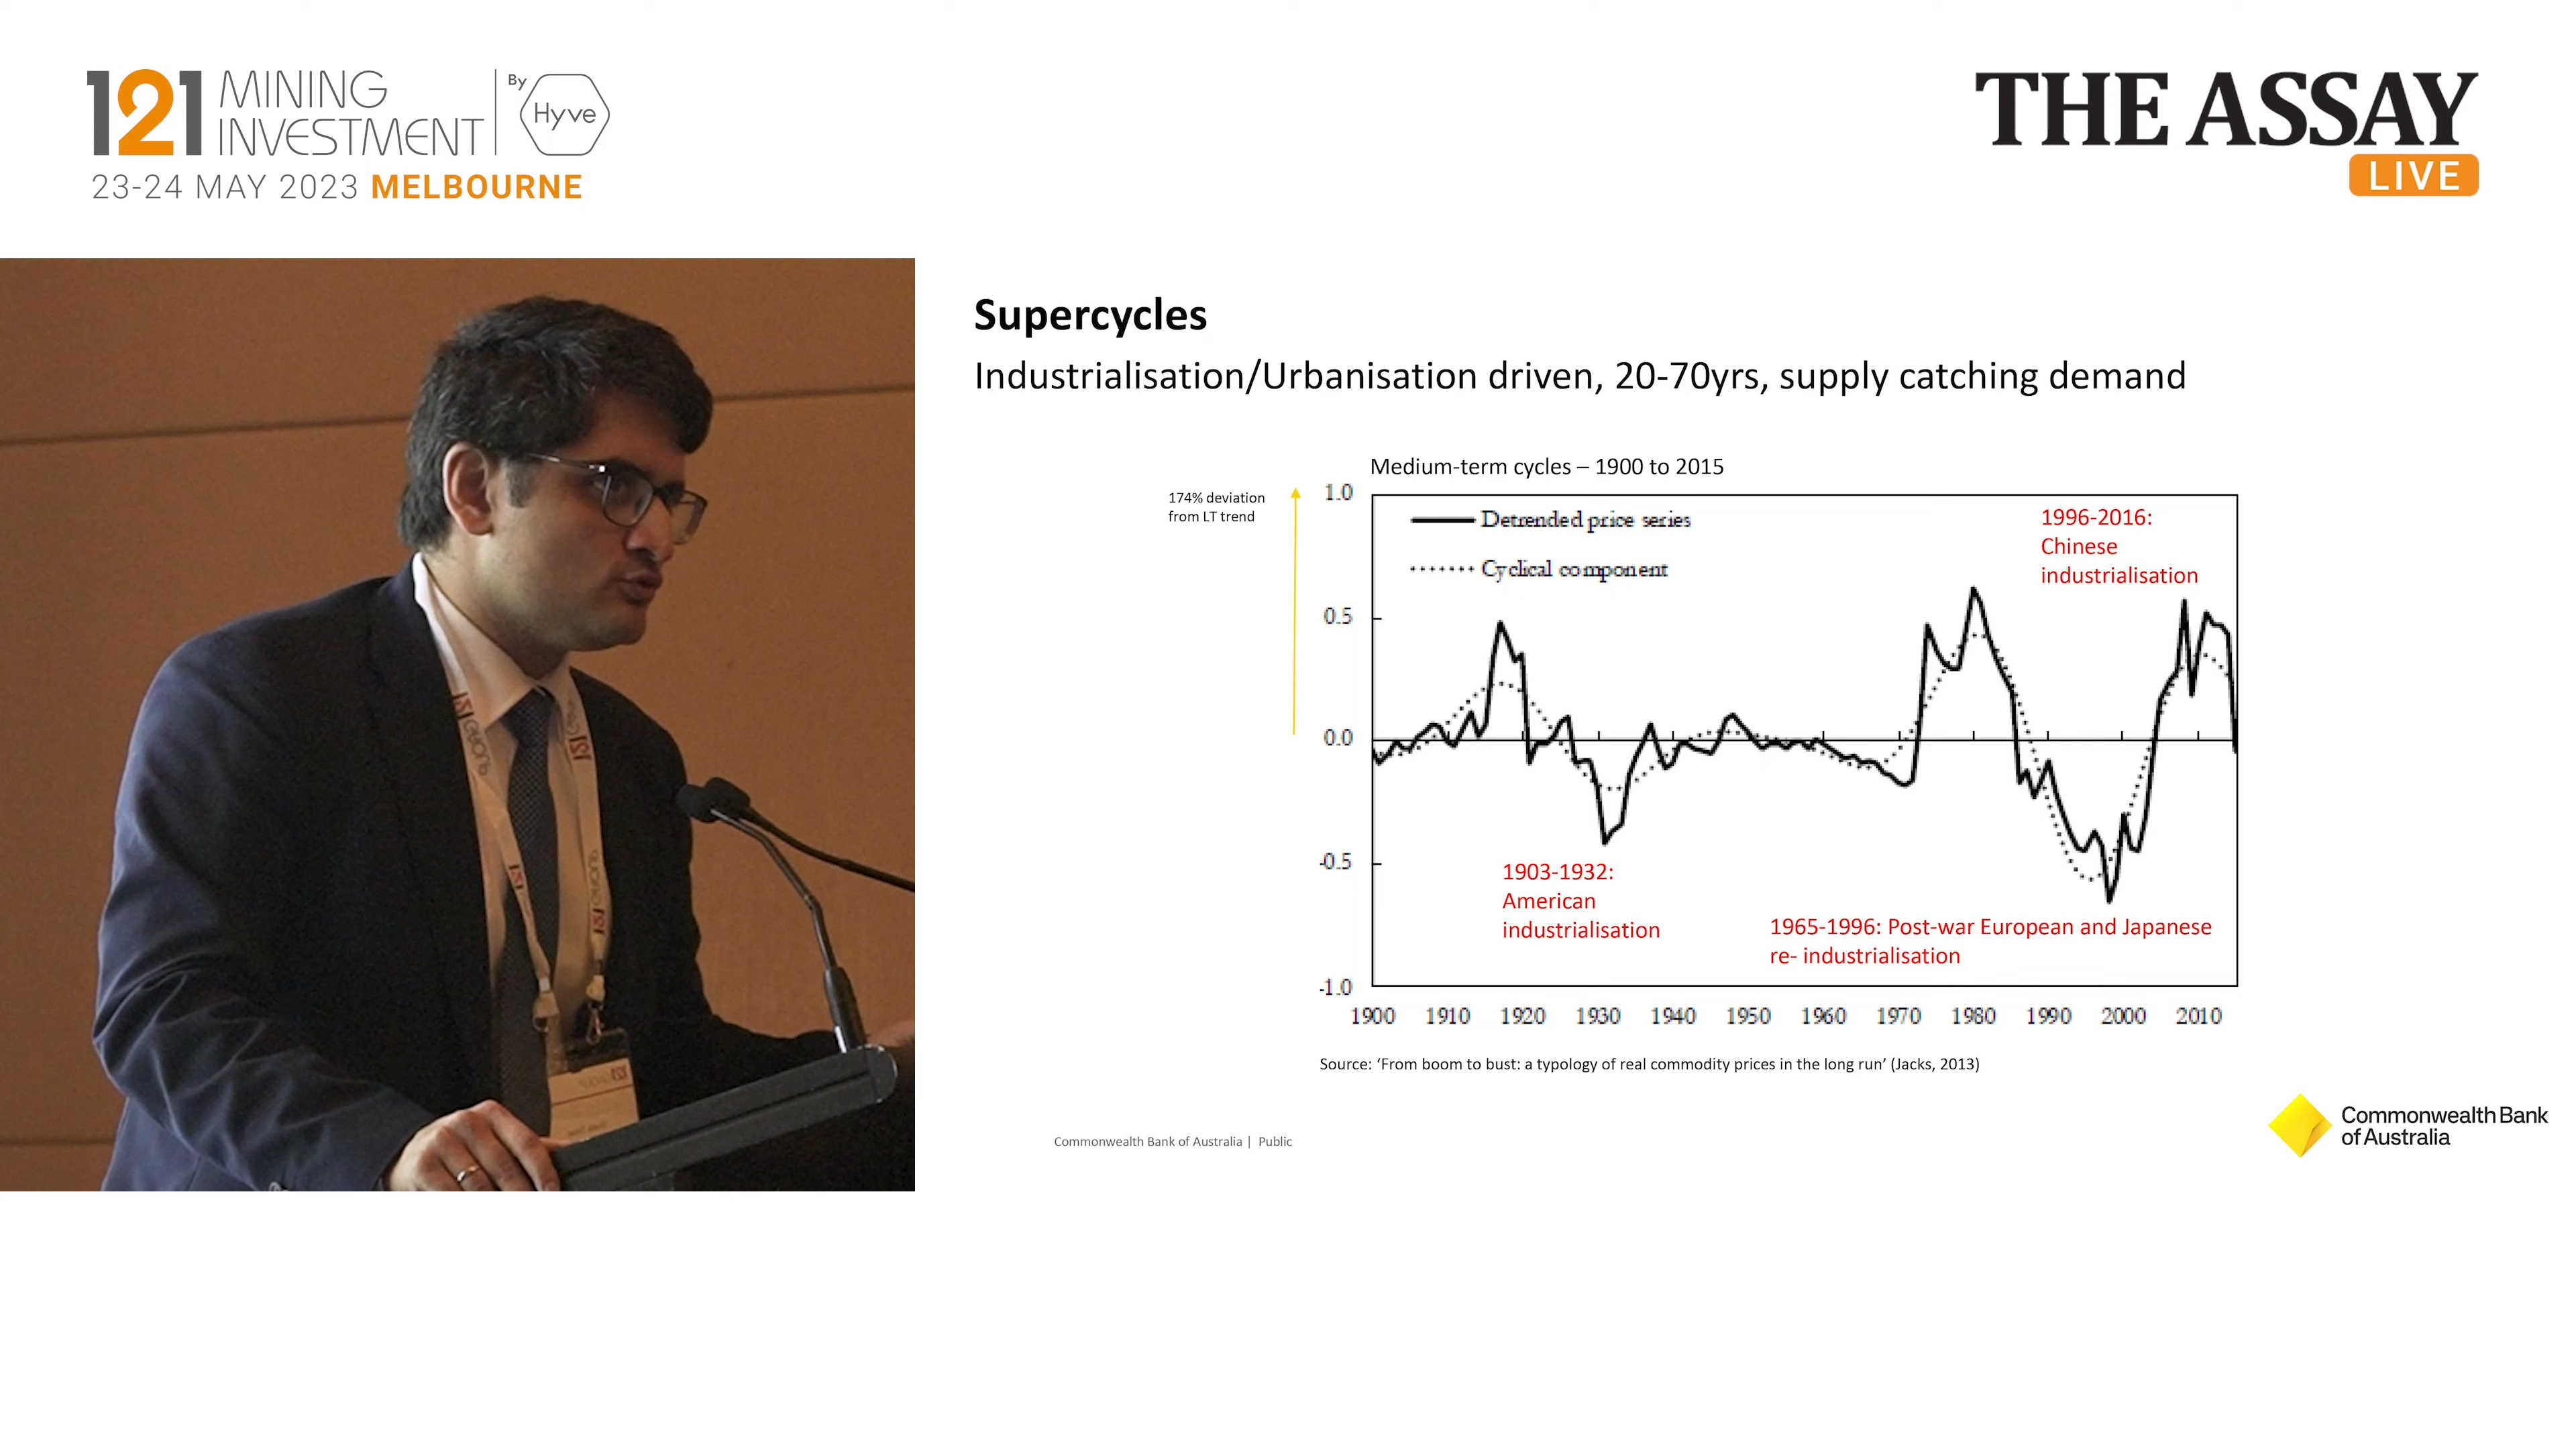 121 MINING INVESTMENT
By Hyve
23-24 MAY 2023 MELBOURNE
THE ASSAY
LIVE
Supercycles
Industrialisation/Urbanisation driven, 20-70yrs, supply catching demand
Medium-term cycles – 1900 to 2015
174% deviation
from LT trend
1.0
0.5
0.0
-0.5
-1.0
Detrended price series
Cyclical component
1996-2016:
Chinese
industrialisation
1903-1932:
American
industrialisation
1965-1996: Post-war European and Japanese
re- industrialisation
1900 1910 1920 1930 1940 1950 1960 1970 1980 1990 2000 2010
Source: ‘From boom to bust: a typology of real commodity prices in the long run’ (Jacks, 2013)
Commonwealth Bank of Australia | Public
CommonwealthBank
of Australia